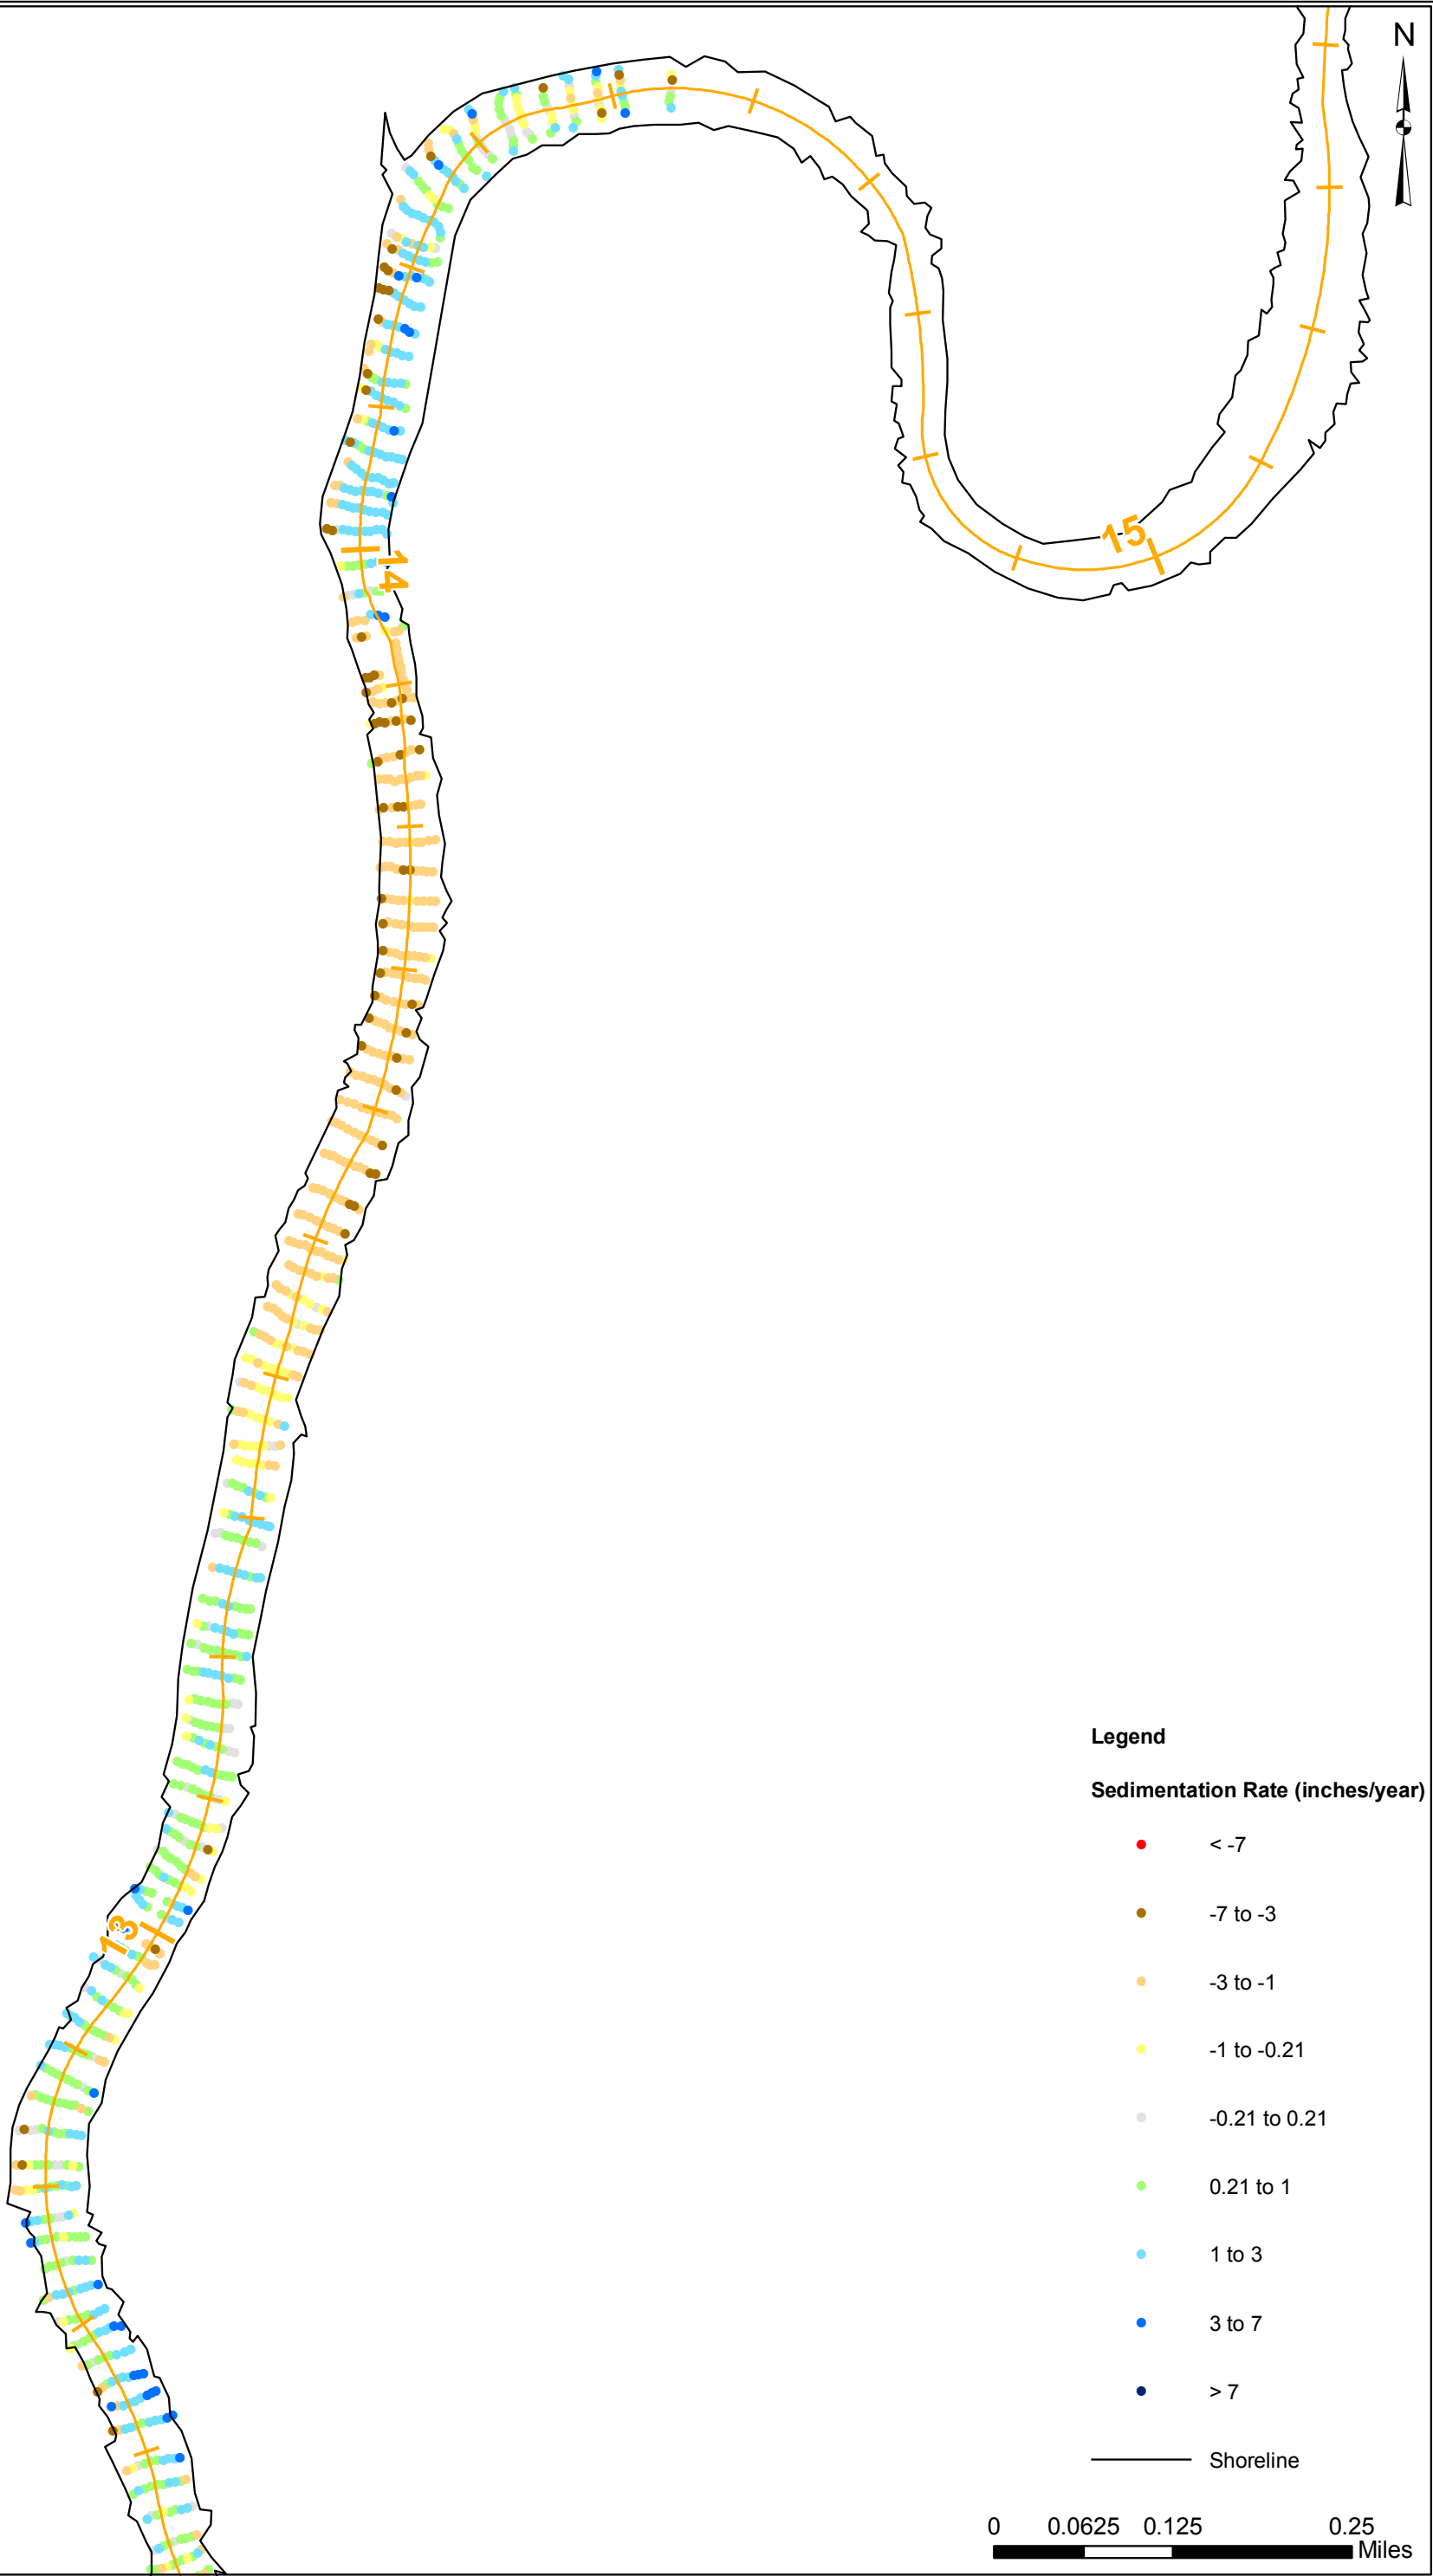 N
15
14
13
Legend
Sedimentation Rate (inches/year)
< -7
-7 to -3
-3 to -1
-1 to -0.21
-0.21 to 0.21
0.21 to 1
1 to 3
3 to 7
> 7
Shoreline
0 0.0625 0.125 0.25
Miles